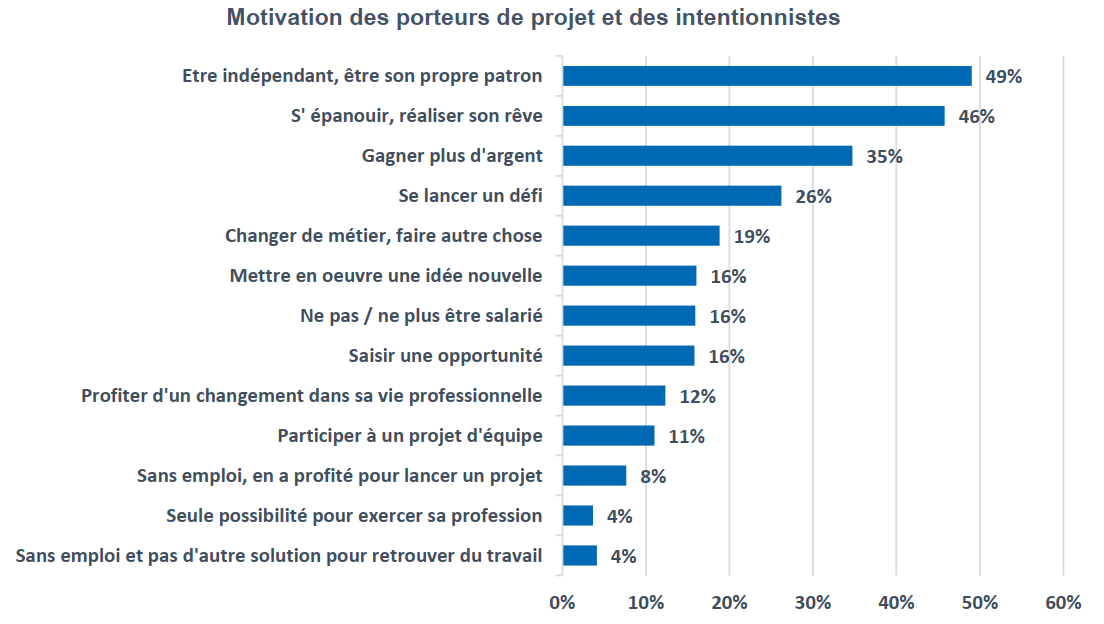 Motivation des porteurs de projet et des intentionnistes
Etre indépendant, être son propre patron 49%
S' épanouir, réaliser son rêve 46%
Gagner plus d'argent 35%
Se lancer un défi 26%
Changer de métier, faire autre chose 19%
Mettre en oeuvre une idée nouvelle 16%
Ne pas / ne plus être salarié 16%
Saisir une opportunité 16%
Profiter d'un changement dans sa vie professionnelle 12%
Participer à un projet d'équipe 11%
Sans emploi, en a profité pour lancer un projet 8%
Seule possibilité pour exercer sa profession 4%
Sans emploi et pas d'autre solution pour retrouver du travail 4%
0% 10% 20% 30% 40% 50% 60%